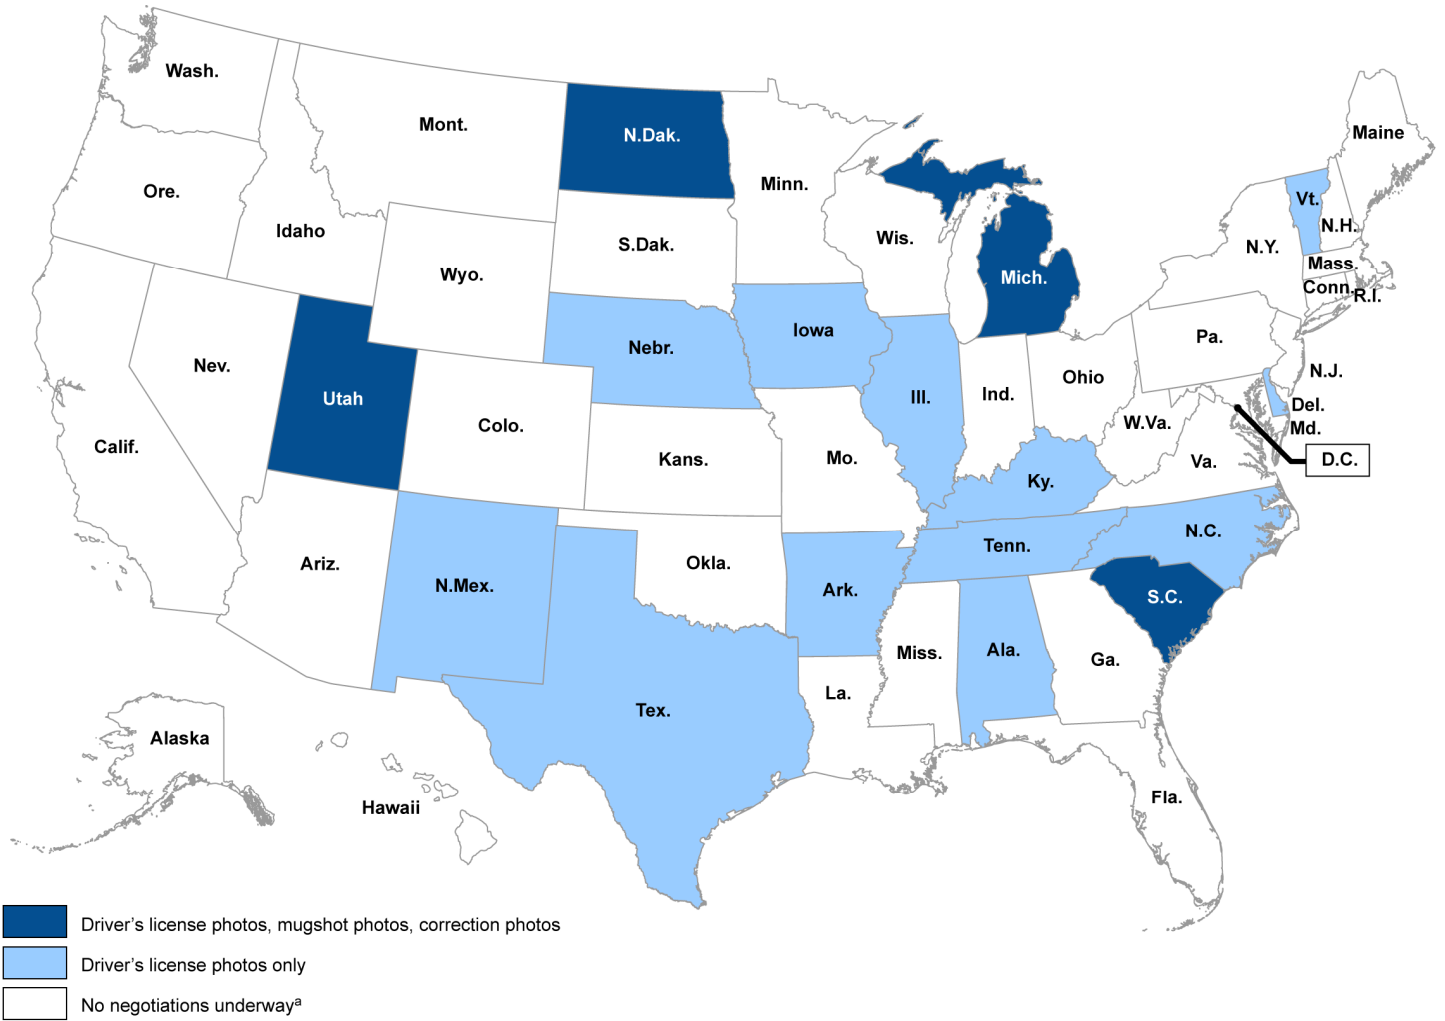 Wash.
Maine
Mont.
N.Dak.
Minn.
Ore.
Vt.
N.H.
Idaho
S.Dak.
Wis.
N.Y.
Mass.
Wyo.
Mich.
Conn.
R.I.
Iowa
Pa.
Nebr.
Nev.
N.J.
Ohio
Utah
Ill.
Ind.
Del.
Colo.
W.Va.
Md.
Calif.
Kans.
Mo.
Va.
D.C.
Ky.
N.C.
Tenn.
Ariz.
Okla.
N.Mex.
Ark.
S.C.
Miss.
Ala.
Ga.
La.
Tex.
Alaska
Fla.
Hawaii
Driver's license photos, mugshot photos, correction photos
Driver's license photos only
No negotiations underwayᵃ